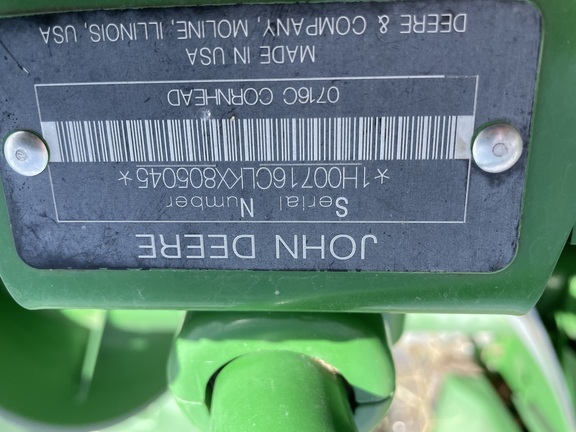 JOHN DEERE
Serial Number
*1H00716CLKX805045*
0716C CORNHEAD
MADE IN USA
DEERE & COMPANY, MOLINE, ILLINOIS, USA